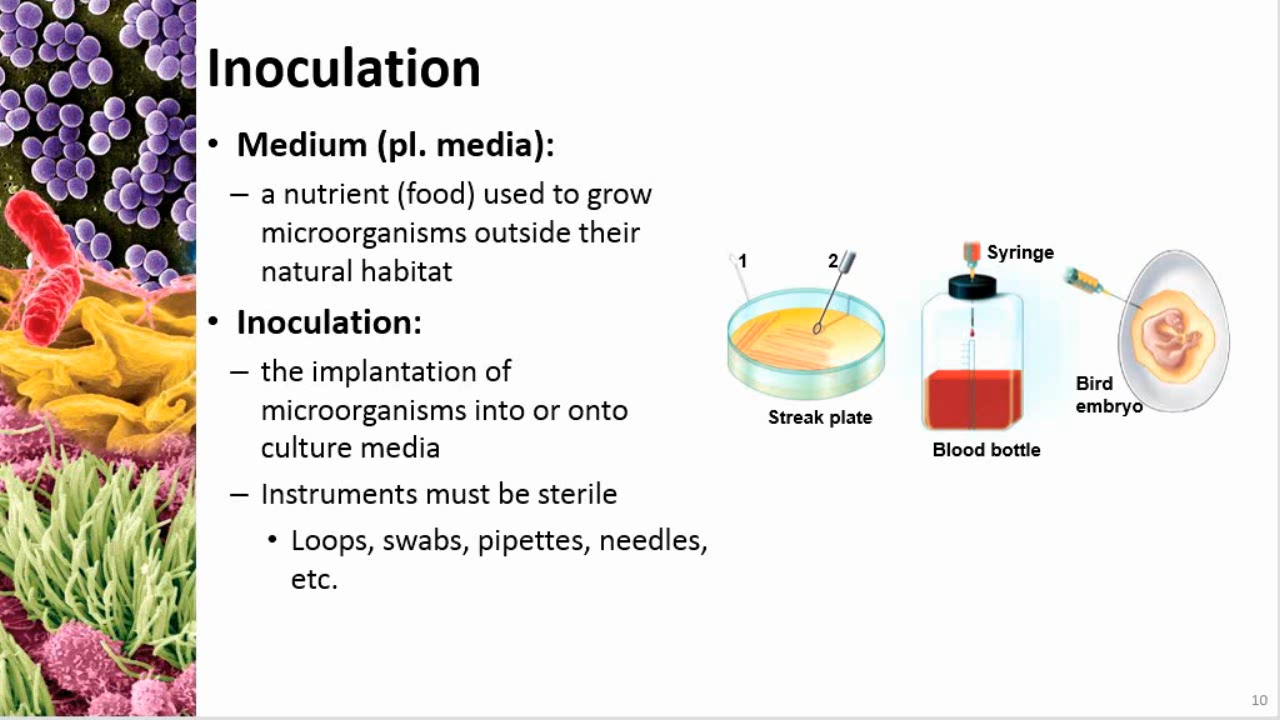 Inoculation
• Medium (pl. media):
– a nutrient (food) used to grow
microorganisms outside their
natural habitat
• Inoculation:
– the implantation of
microorganisms into or onto
culture media
– Instruments must be sterile
• Loops, swabs, pipettes, needles,
etc.
1
2
Streak plate
Syringe
Blood bottle
Bird
embryo
10